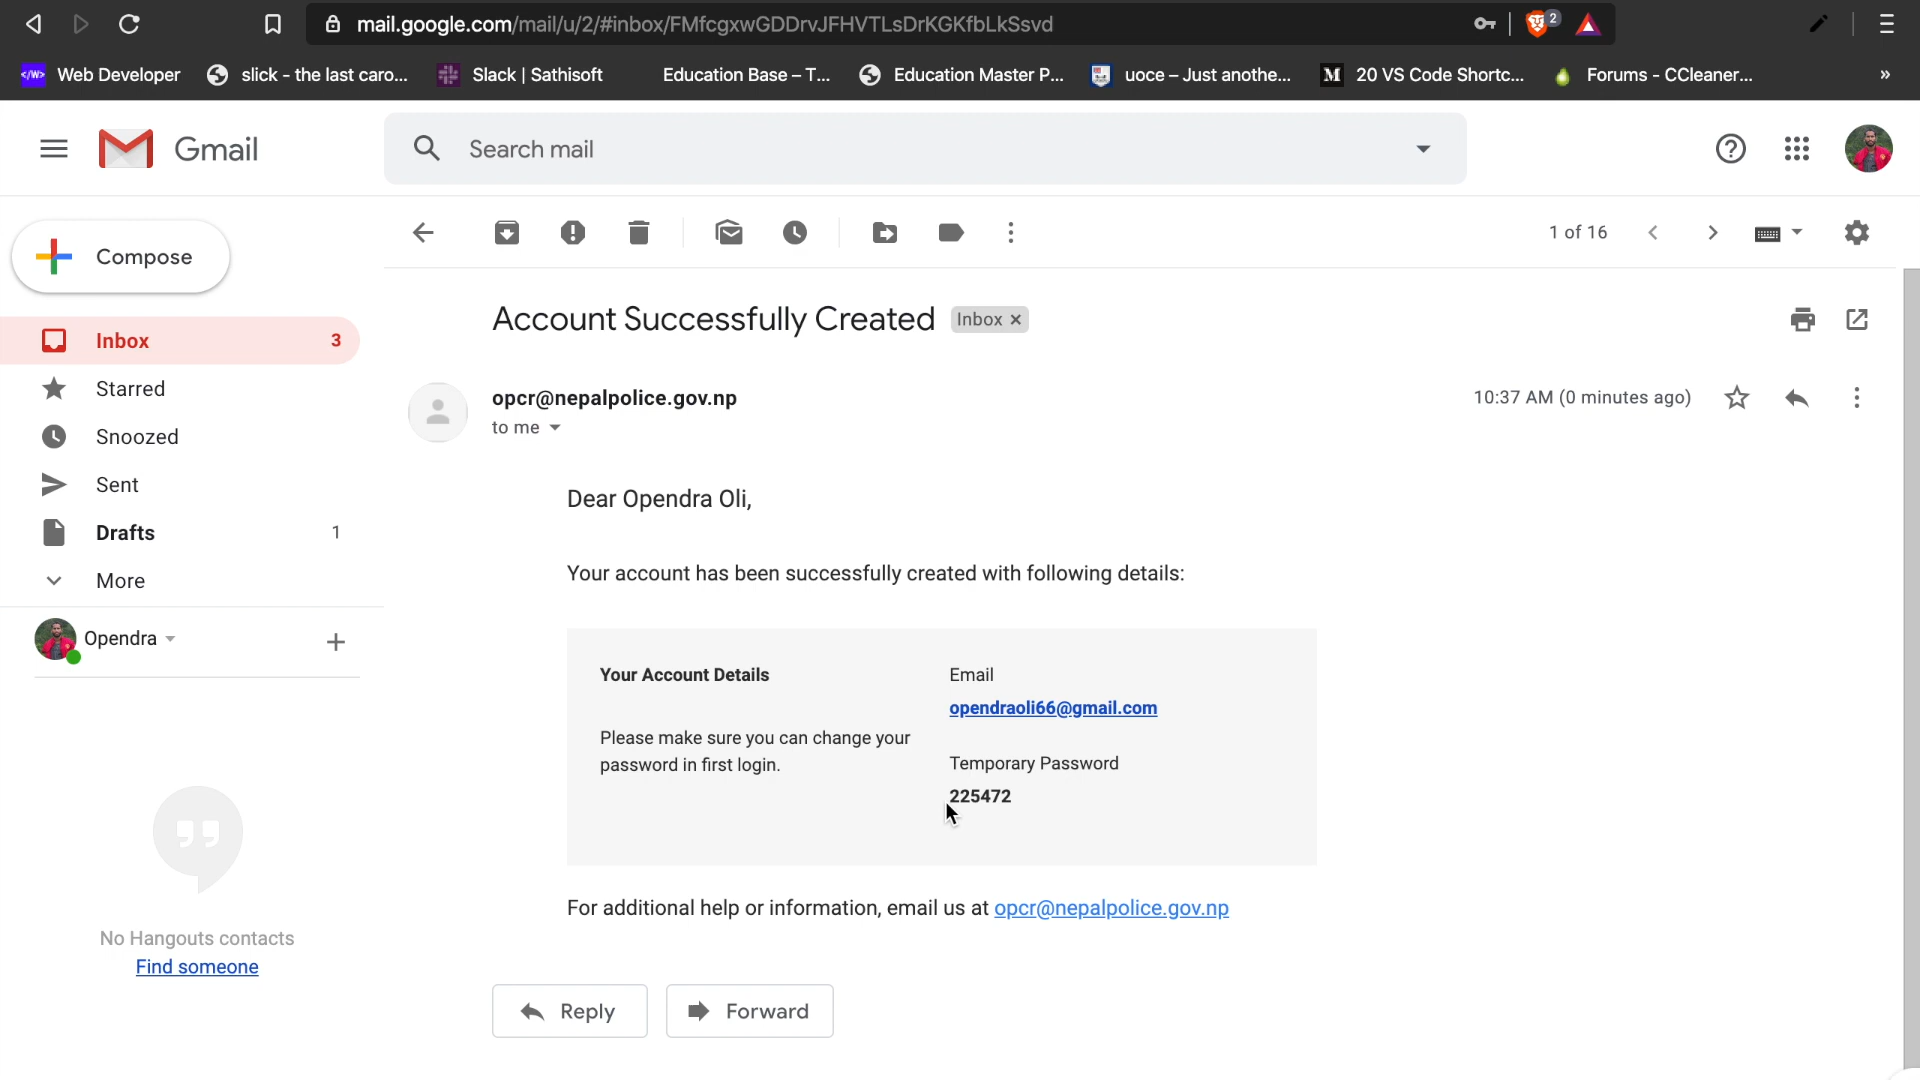 mail.google.com/mail/u/2/#inbox/FMfcgxwGDDrvJFHVTLsDrKGKfbLkSsvd
2
</W> Web Developer
slick - the last caro...
Slack | Sathisoft
Education Base – T...
Education Master P...
uoce – Just anothe...
M 20 VS Code Shortc...
Forums - CCleaner...
»
Gmail
Search mail
Compose
1 of 16
Inbox 3
Starred
Snoozed
Sent
Drafts 1
More
Opendra
No Hangouts contacts
Find someone
Account Successfully Created Inbox ×
opcr@nepalpolice.gov.np
10:37 AM (0 minutes ago)
to me
Dear Opendra Oli,
Your account has been successfully created with following details:
Your Account Details
Please make sure you can change your
password in first login.
Email
opendraoli66@gmail.com
Temporary Password
225472
For additional help or information, email us at opcr@nepalpolice.gov.np
Reply
Forward